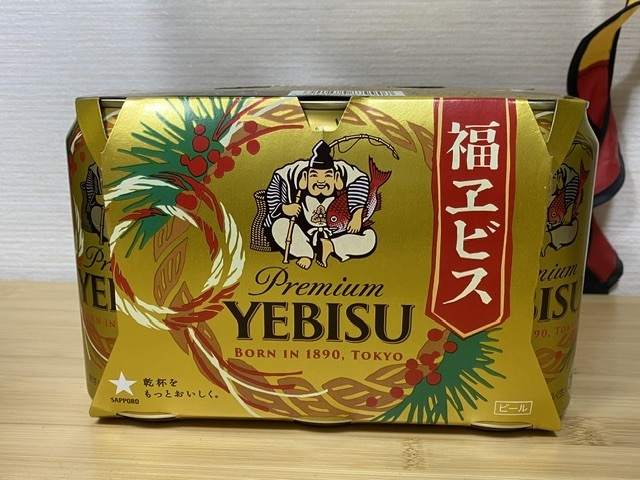 福ヱビス
Premium
YEBISU
BORN IN 1890, TOKYO
SAPPORO
乾杯を
もっとおいしく。
ビール